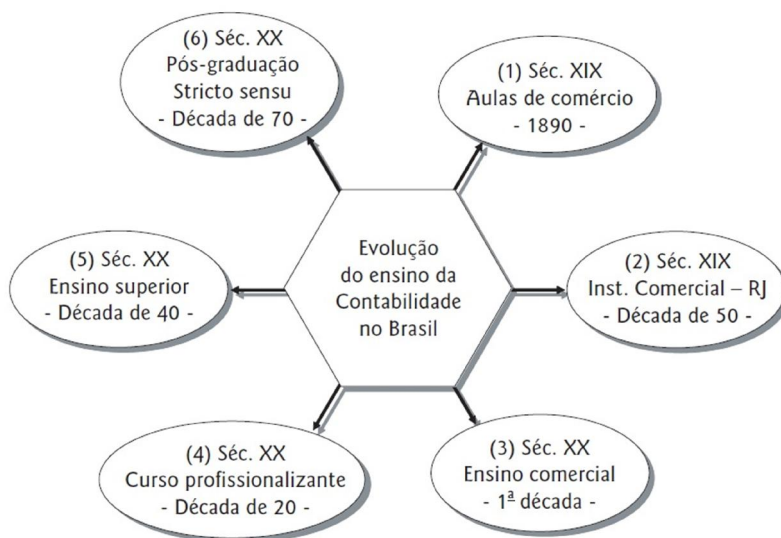 (6) Séc. XX
Pós-graduação
Stricto sensu
- Década de 70 -
(1) Séc. XIX
Aulas de comércio
- 1890 -
(5) Séc. XX
Ensino superior
- Década de 40 -
Evolução
do ensino da
Contabilidade
no Brasil
(2) Séc. XIX
Inst. Comercial – RJ
- Década de 50 -
(4) Séc. XX
Curso profissionalizante
- Década de 20 -
(3) Séc. XX
Ensino comercial
- 1ª década -